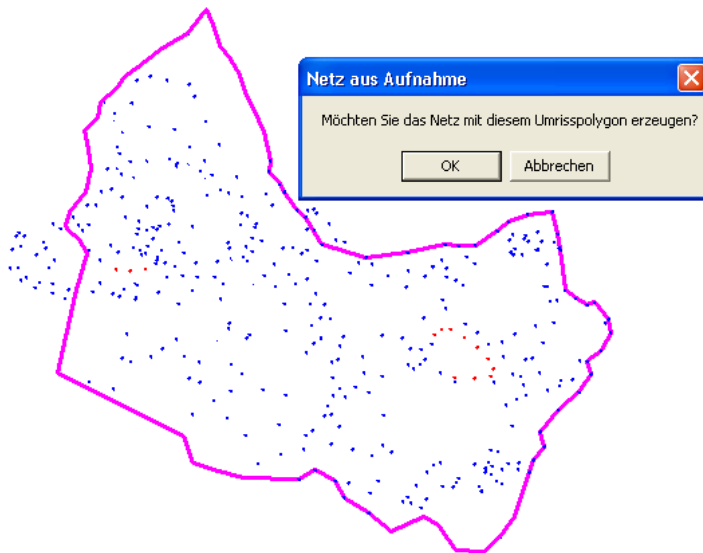 Netz aus Aufnahme
Möchten Sie das Netz mit diesem Umrisspolygon erzeugen?
OK
Abbrechen